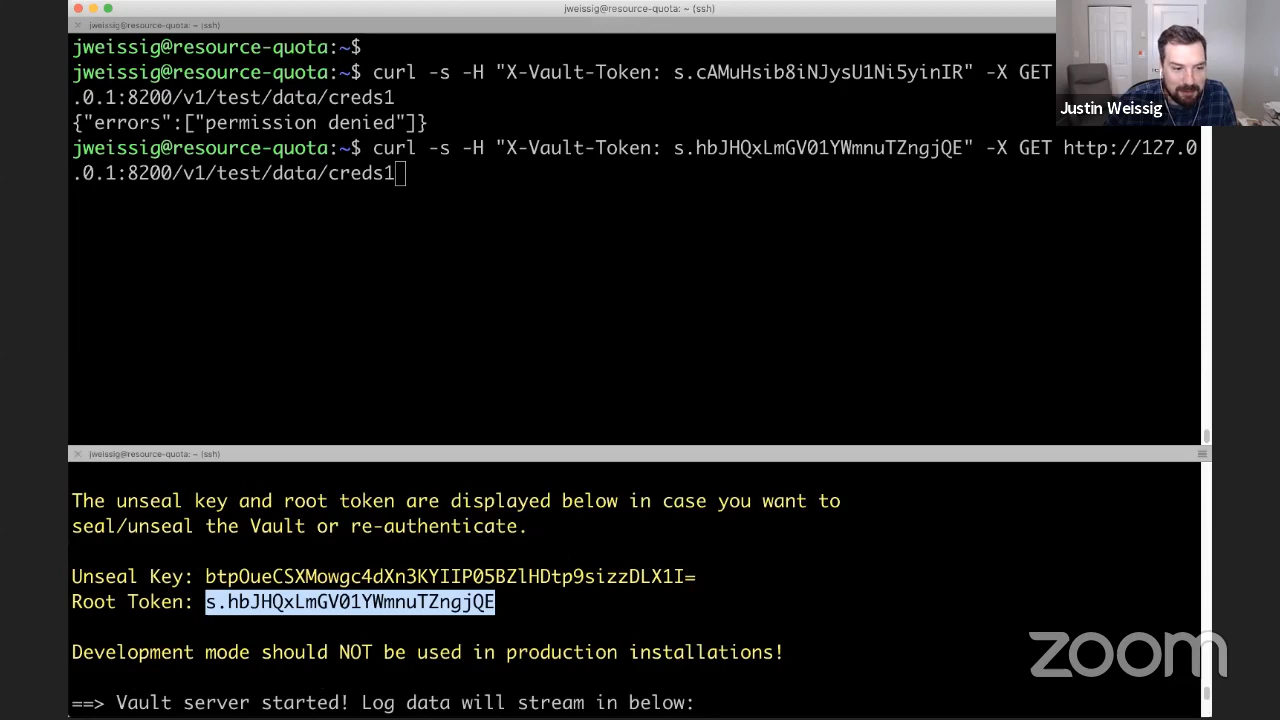 jweissig@resource-quota: ~ (ssh)
jweissig@resource-quota: ~ (ssh)
jweissig@resource-quota:~$
jweissig@resource-quota:~$ curl -s -H "X-Vault-Token: s.cAMuHsib8iNJysU1Ni5yinIR" -X GET
.0.1:8200/v1/test/data/creds1
{"errors":["permission denied"]}
jweissig@resource-quota:~$ curl -s -H "X-Vault-Token: s.hbJHQxLmGV01YWmnuTZngjQE" -X GET http://127.0
.0.1:8200/v1/test/data/creds1
Justin Weissig
jweissig@resource-quota: ~ (ssh)
The unseal key and root token are displayed below in case you want to
seal/unseal the Vault or re-authenticate.
Unseal Key: btpOueCSXMowgc4dXn3KYIIP05BZlHDtp9sizzDLX1I=
Root Token: s.hbJHQxLmGV01YWmnuTZngjQE
Development mode should NOT be used in production installations!
==> Vault server started! Log data will stream in below:
zoom